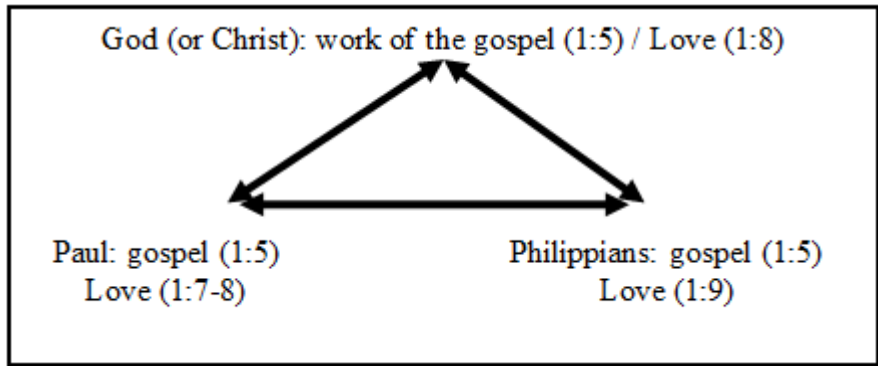 God (or Christ): work of the gospel (1:5) / Love (1:8)
Paul: gospel (1:5)
Love (1:7-8)
Philippians: gospel (1:5)
Love (1:9)